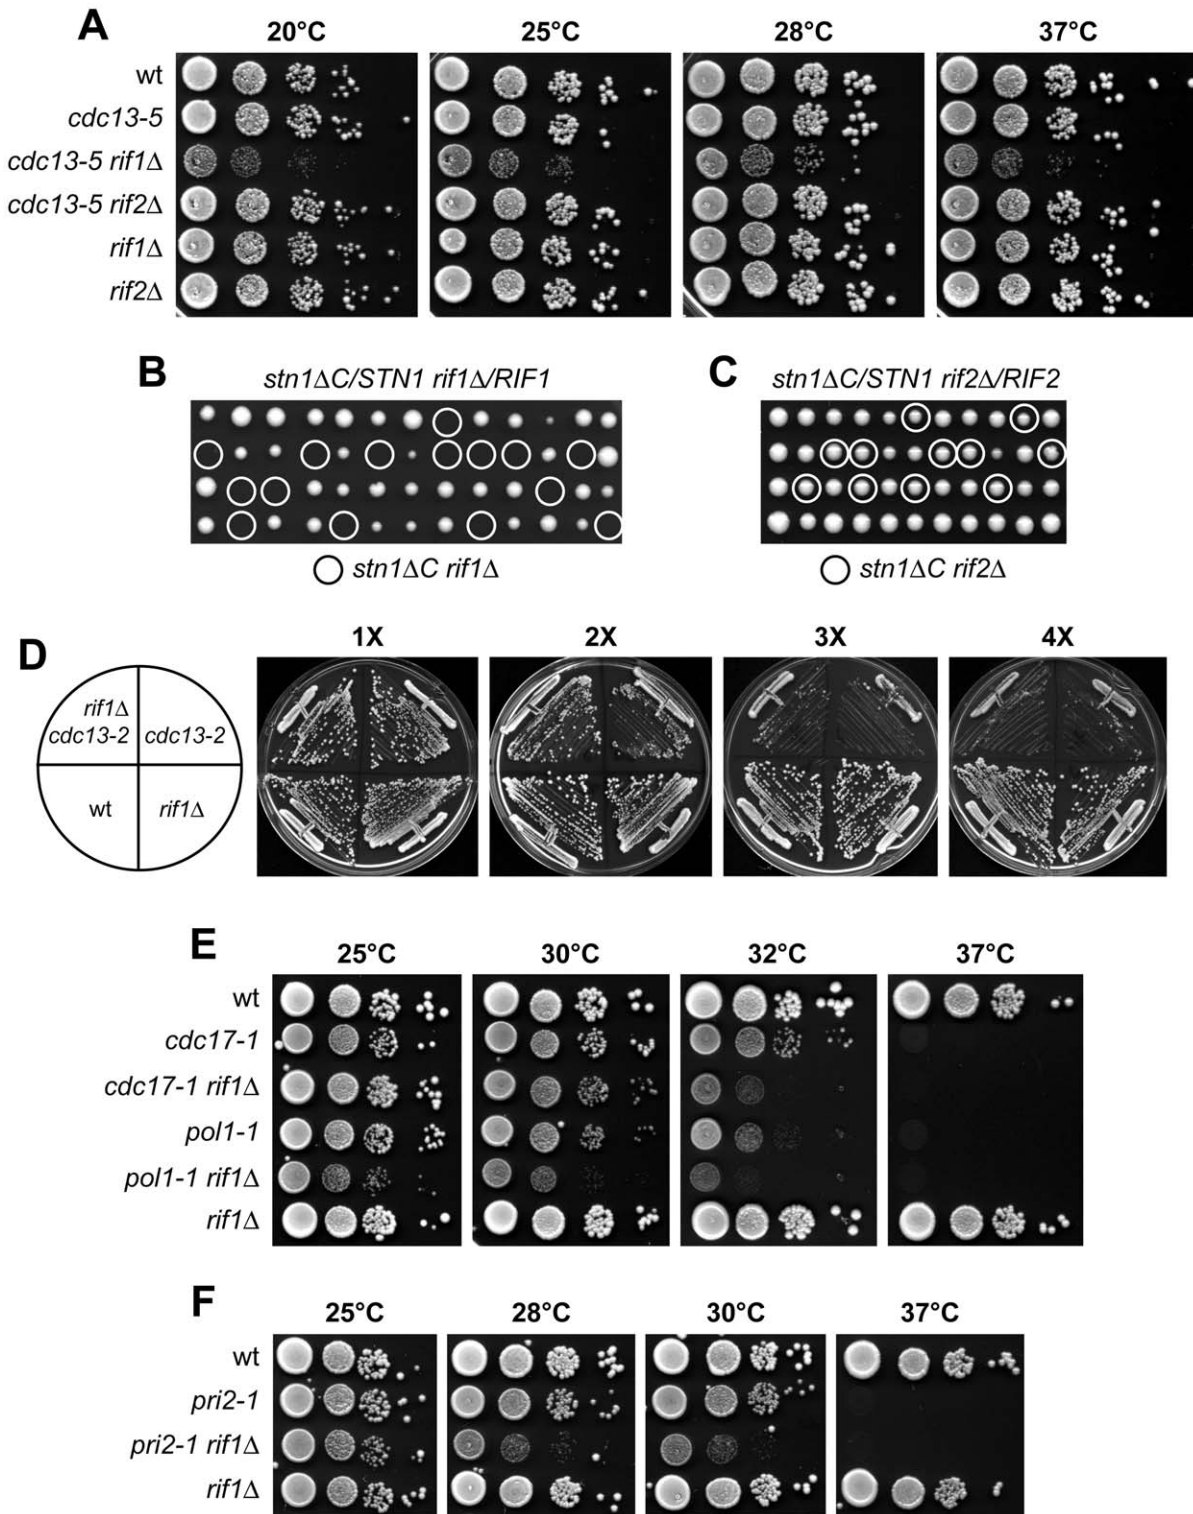 A
20°C 25°C 28°C 37°C
wt
cdc13-5
cdc13-5 rif1Δ
cdc13-5 rif2Δ
rif1Δ
rif2Δ
B
stn1ΔC/STN1 rif1Δ/RIF1
stn1ΔC rif1Δ
C
stn1ΔC/STN1 rif2Δ/RIF2
stn1ΔC rif2Δ
D
1X 2X 3X 4X
rif1Δ
cdc13-2 cdc13-2
wt rif1Δ
E
25°C 30°C 32°C 37°C
wt
cdc17-1
cdc17-1 rif1Δ
pol1-1
pol1-1 rif1Δ
rif1Δ
F
25°C 28°C 30°C 37°C
wt
pri2-1
pri2-1 rif1Δ
rif1Δ